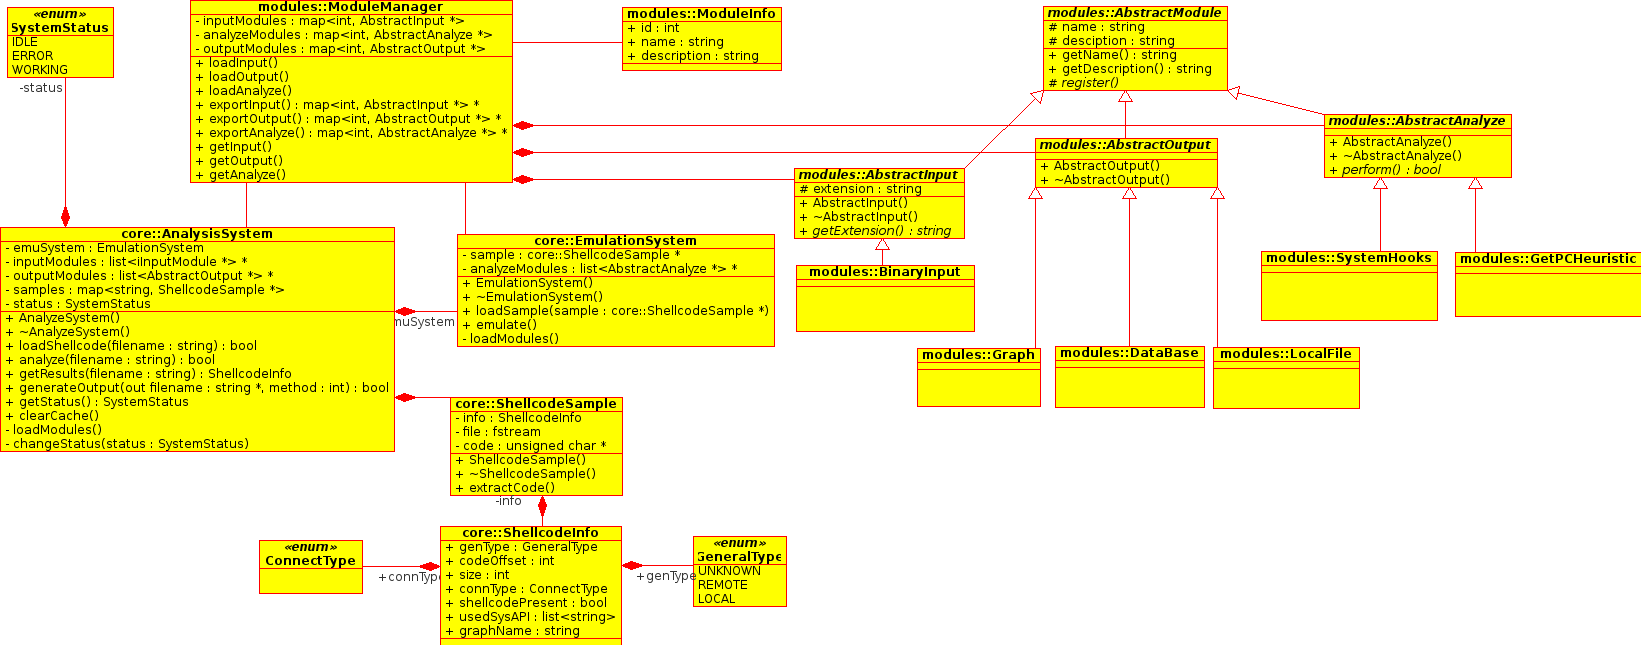 «enum»
SystemStatus
IDLE
ERROR
WORKING
-status
modules::ModuleManager
- inputModules : map<int, AbstractInput *>
- analyzeModules : map<int, AbstractAnalyze *>
- outputModules : map<int, AbstractOutput *>
+ loadInput()
+ loadOutput()
+ loadAnalyze()
+ exportInput() : map<int, AbstractInput *> *
+ exportOutput() : map<int, AbstractOutput *> *
+ exportAnalyze() : map<int, AbstractAnalyze *> *
+ getInput()
+ getOutput()
+ getAnalyze()
modules::ModuleInfo
+ id : int
+ name : string
+ description : string
modules::AbstractModule
# name : string
# desciption : string
+ getName() : string
+ getDescription() : string
# register()
modules::AbstractAnalyze
+ AbstractAnalyze()
+ ~AbstractAnalyze()
+ perform() : bool
modules::AbstractOutput
+ AbstractOutput()
+ ~AbstractOutput()
modules::AbstractInput
# extension : string
+ AbstractInput()
+ ~AbstractInput()
+ getExtension() : string
core::AnalysisSystem
- emuSystem : EmulationSystem
- inputModules : list<iInputModule *> *
- outputModules : list<AbstractOutput *> *
- samples : map<string, ShellcodeSample *>
- status : SystemStatus
+ AnalyzeSystem()
+ ~AnalyzeSystem()
+ loadShellcode(filename : string) : bool
+ analyze(filename : string) : bool
+ getResults(filename : string) : ShellcodeInfo
+ generateOutput(out filename : string *, method : int) : bool
+ getStatus() : SystemStatus
+ clearCache()
- loadModules()
- changeStatus(status : SystemStatus)
muSystem
core::EmulationSystem
- sample : core::ShellcodeSample *
- analyzeModules : list<AbstractAnalyze *> *
+ EmulationSystem()
+ ~EmulationSystem()
+ loadSample(sample : core::ShellcodeSample *)
+ emulate()
- loadModules()
modules::BinaryInput
modules::SystemHooks
modules::GetPCHeuristic
modules::Graph
modules::DataBase
modules::LocalFile
core::ShellcodeSample
- info : ShellcodeInfo
- file : fstream
- code : unsigned char *
+ ShellcodeSample()
+ ~ShellcodeSample()
+ extractCode()
-info
core::ShellcodeInfo
+ genType : GeneralType
+ codeOffset : int
+ size : int
+ connType : ConnectType
+ shellcodePresent : bool
+ usedSysAPI : list<string>
+ graphName : string
«enum»
ConnectType
+connType
+genType
«enum»
GeneralType
UNKNOWN
REMOTE
LOCAL